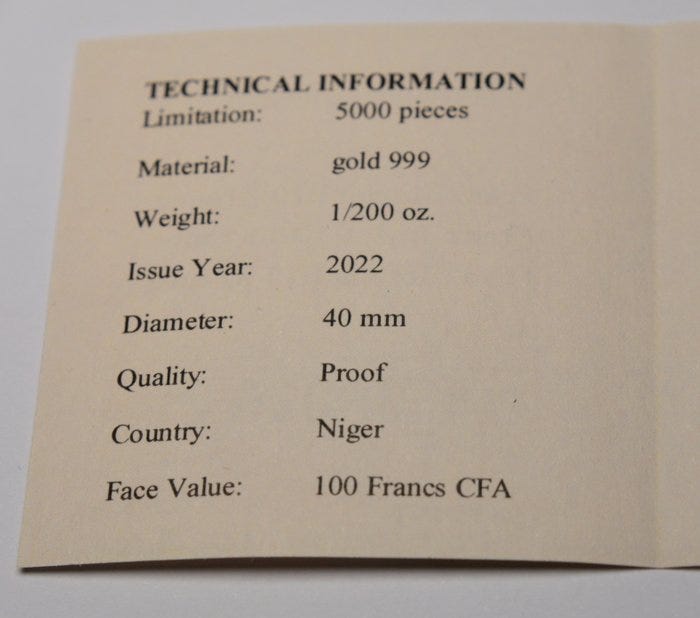 TECHNICAL INFORMATION
Limitation: 5000 pieces
Material: gold 999
Weight: 1/200 oz.
Issue Year: 2022
Diameter: 40 mm
Quality: Proof
Country: Niger
Face Value: 100 Francs CFA